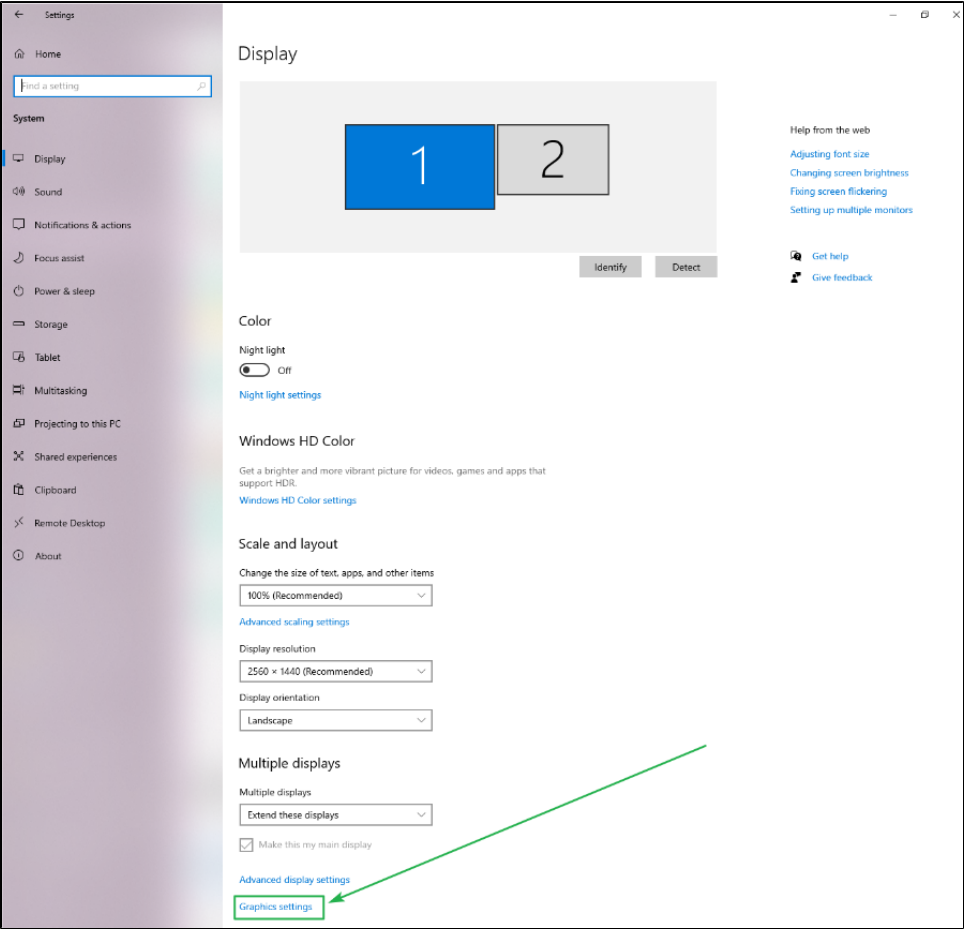 Settings
Home
Find a setting
System
Display
Sound
Notifications & actions
Focus assist
Power & sleep
Storage
Tablet
Multitasking
Projecting to this PC
Shared experiences
Clipboard
Remote Desktop
About
Display
1
2
Identify
Detect
Color
Night light
Off
Night light settings
Windows HD Color
Get a brighter and more vibrant picture for videos, games and apps that
support HDR.
Windows HD Color settings
Scale and layout
Change the size of text, apps, and other items
100% (Recommended)
Advanced scaling settings
Display resolution
2560 × 1440 (Recommended)
Display orientation
Landscape
Multiple displays
Multiple displays
Extend these displays
Make this my main display
Advanced display settings
Graphics settings
Help from the web
Adjusting font size
Changing screen brightness
Fixing screen flickering
Setting up multiple monitors
Get help
Give feedback